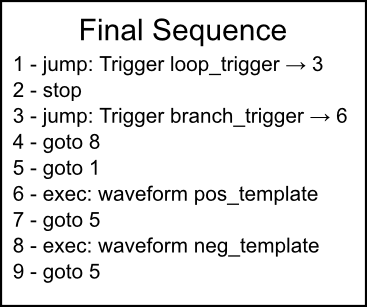 Final Sequence
1 - jump: Trigger loop_trigger → 3
2 - stop
3 - jump: Trigger branch_trigger → 6
4 - goto 8
5 - goto 1
6 - exec: waveform pos_template
7 - goto 5
8 - exec: waveform neg_template
9 - goto 5